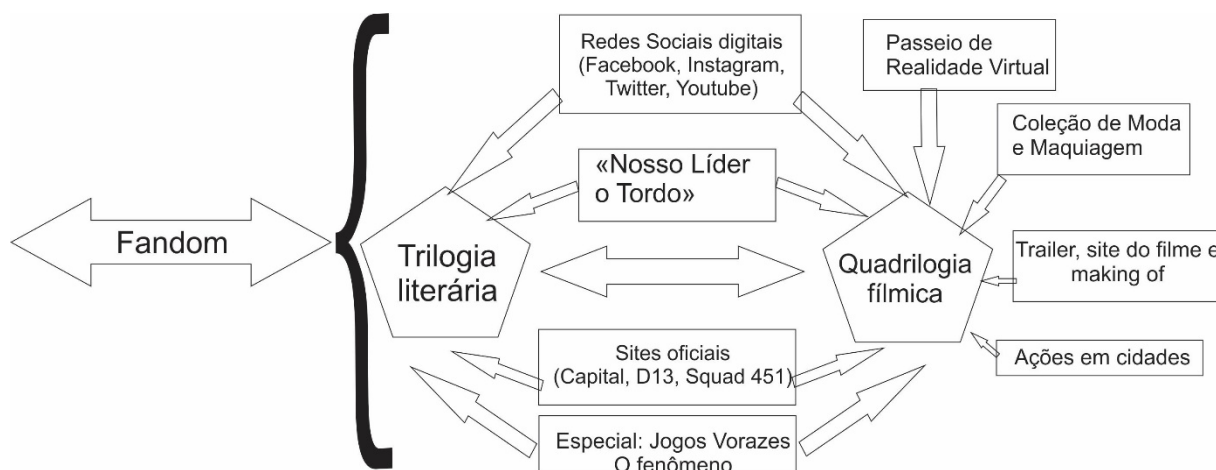 Redes Sociais digitais
(Facebook, Instagram,
Twitter, Youtube)
Passeio de
Realidade Virtual
Coleção de Moda
e Maquiagem
«Nosso Líder
o Tordo»
Fandom
Trilogia
literária
Quadrilogia
fílmica
Trailer, site do filme e
making of
Sites oficiais
(Capital, D13, Squad 451)
Ações em cidades
Especial: Jogos Vorazes
O fenômeno